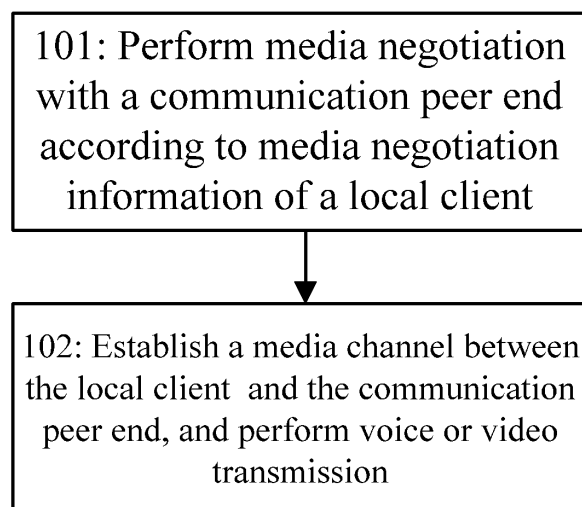 101: Perform media negotiation
with a communication peer end
according to media negotiation
information of a local client
102: Establish a media channel between
the local client and the communication
peer end, and perform voice or video
transmission